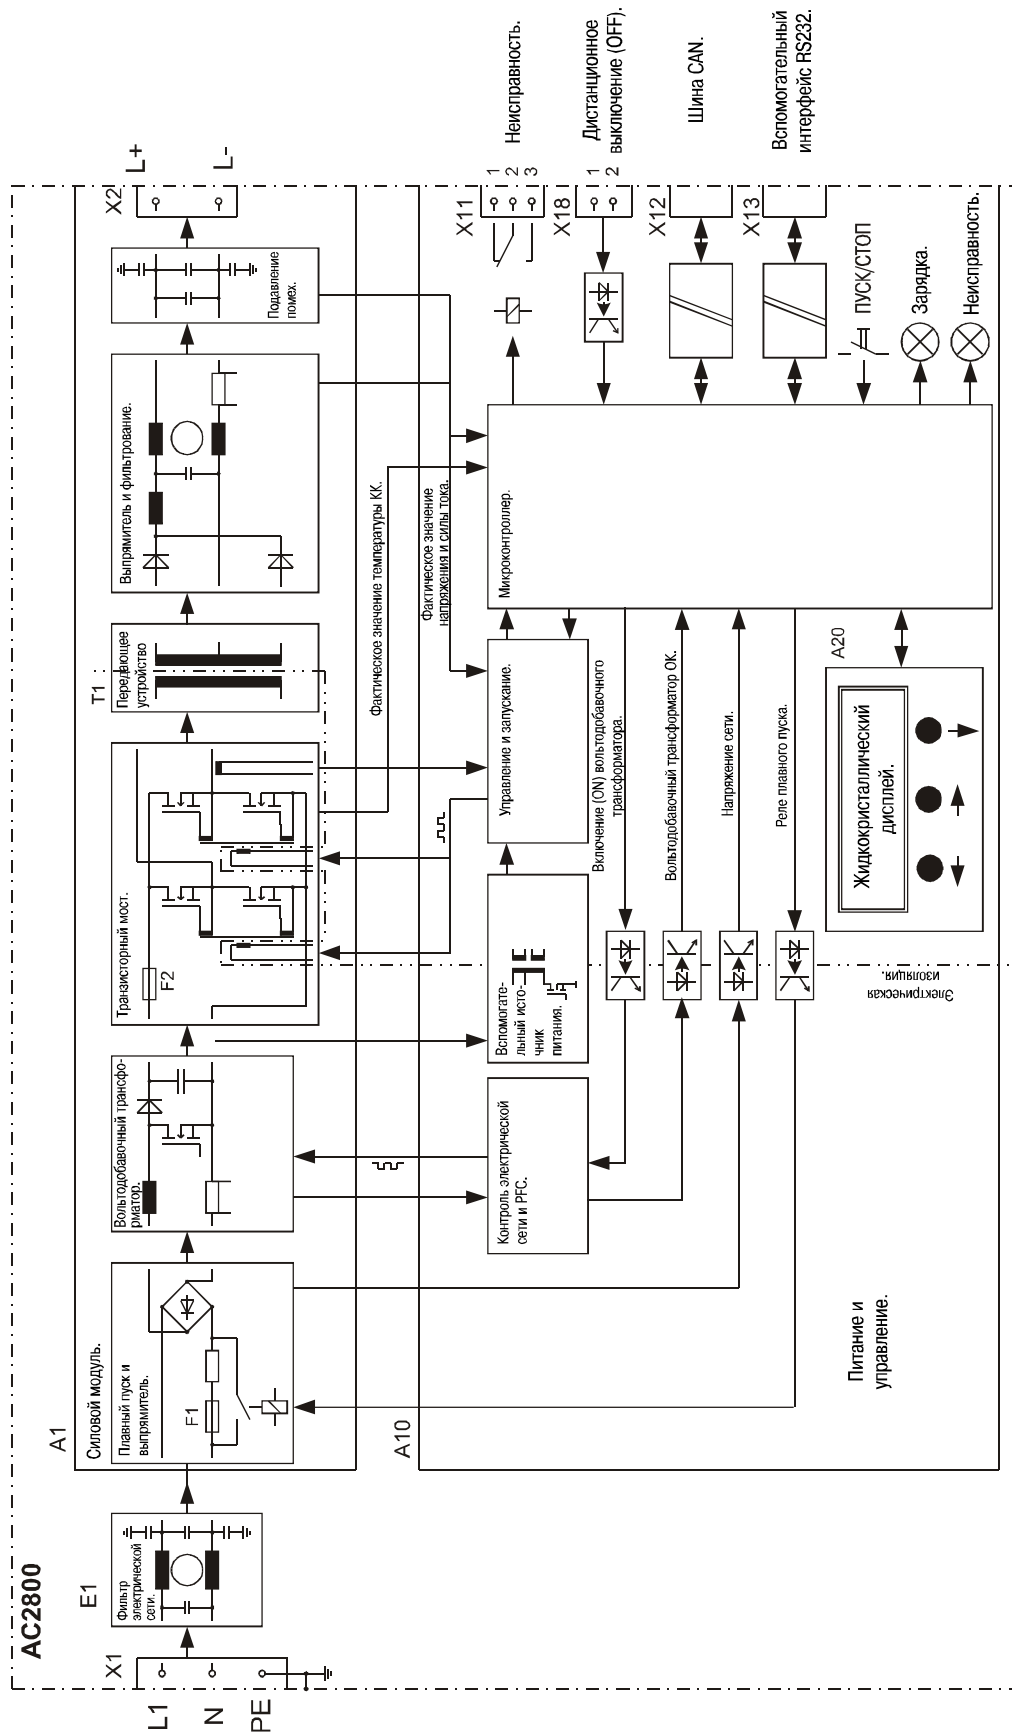 AC2800
X1
L1
N
PE
E1
Фильтр
электрической
сети.
A1
Силовой модуль.
Плавный пуск и
выпрямитель.
F1
Вольтодобавочный трансфо-
рматор.
Транзисторный мост.
F2
T1
Передающее
устройство
Выпрямитель и фильтрование.
Подавление
помех.
X2
L+
L-
Фактическое значение температуры КК.
Фактическое значение
напряжения и силы тока.
A10
Контроль электрической
сети и PFC.
Вспомогате-
льный исто-
чник
питания.
Управление и запускание.
Микроконтроллер.
Включение (ON) вольтодобавочного
трансформатора.
Вольтодобавочный трансформатор ОК.
Напряжение сети.
Реле плавного пуска.
Электрическая
изоляция.
Питание и
управление.
A20
Жидкокристаллический
дисплей.
X11
1
2
3
Неисправность.
X18
1
2
Дистанционное
выключение (OFF).
X12
Шина CAN.
X13
Вспомогательный
интерфейс RS232.
ПУСК/СТОП
Зарядка.
Неисправность.